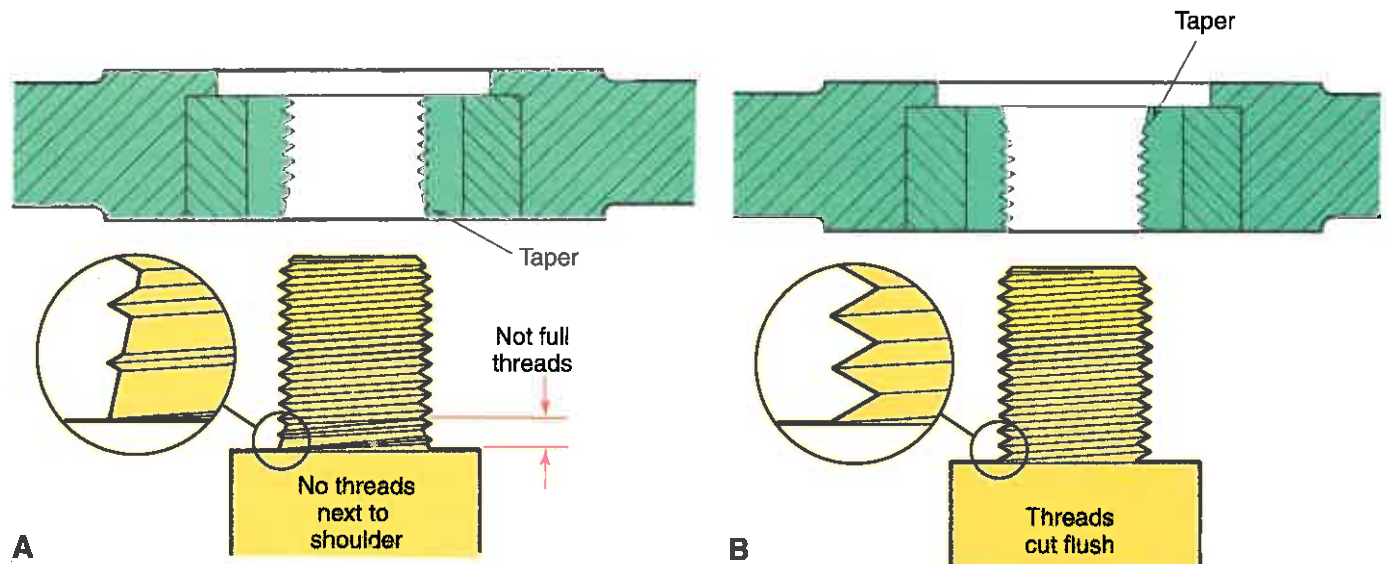 Taper
Not full
threads
No threads
next to
shoulder
A
Taper
Threads
cut flush
B